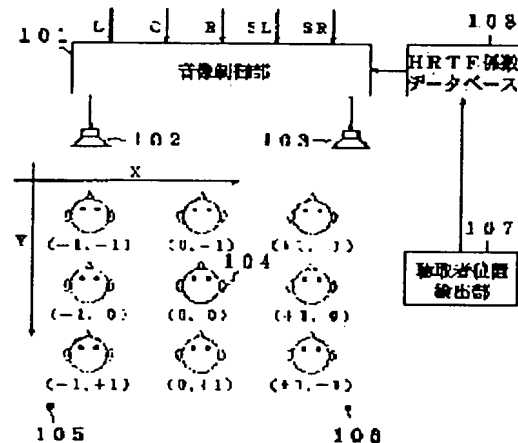 L C R SL SR
101
108
音像制御部
HRTF係数
データベース
102
103
X
107
Y
(-1,-1) (0,-1)
104
聴取者位置
検出部
(-1,0) (0,0) (+1,0)
(-1,+1) (0,+1)
105
106